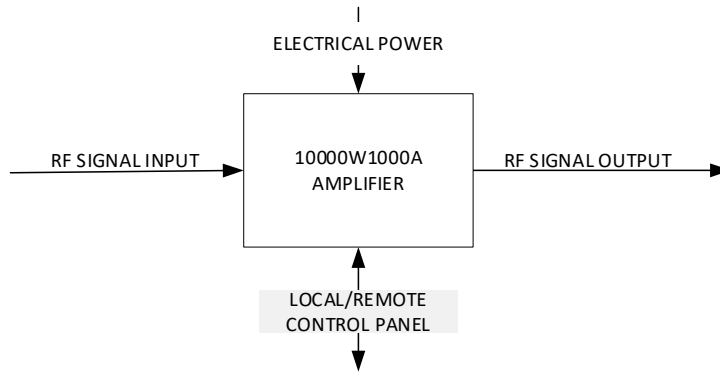 ELECTRICAL POWER
RF SIGNAL INPUT
10000W1000A
AMPLIFIER
RF SIGNAL OUTPUT
LOCAL/REMOTE
CONTROL PANEL